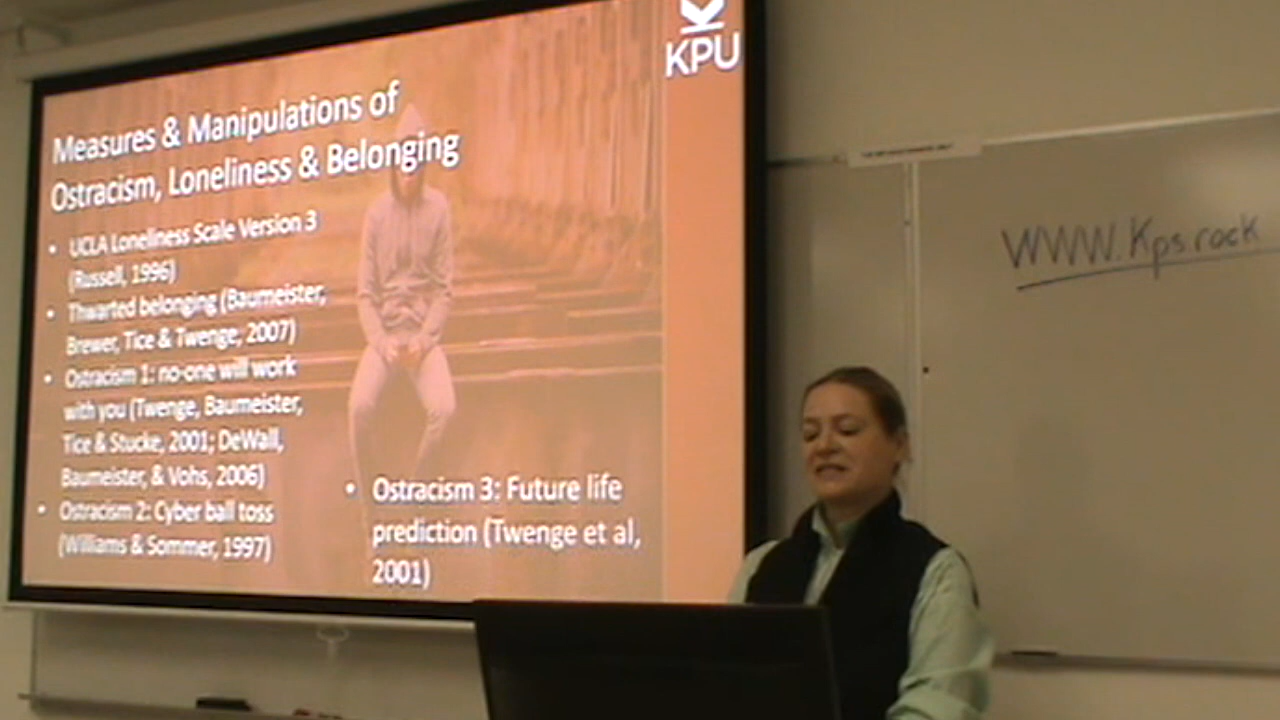 KPU
Measures & Manipulations of
Ostracism, Loneliness & Belonging
• UCLA Loneliness Scale Version 3
(Russell, 1996)
• Thwarted belonging (Baumeister,
Brewer, Tice & Twenge, 2007)
• Ostracism 1: no-one will work
with you (Twenge, Baumeister,
Tice & Stucke, 2001; DeWall,
Baumeister, & Vohs, 2006)
• Ostracism 2: Cyber ball toss
(Williams & Sommer, 1997)
• Ostracism 3: Future life
prediction (Twenge et al,
2001)
WWW.Kps.rock